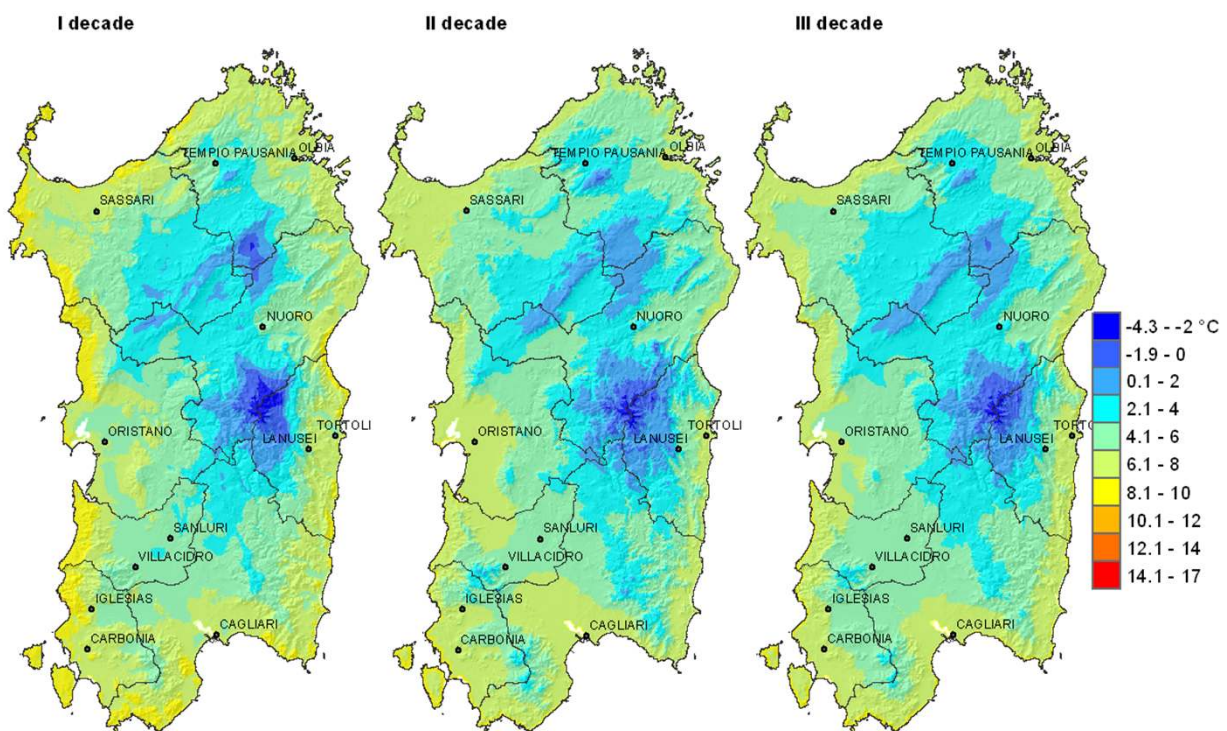 I decade
II decade
III decade
TEMPIO PAUSANIA
OLBIA
SASSARI
NUORO
ORISTANO
LANUSEI
TORTOLI
SANLURI
VILLACIDRO
IGLESIAS
CARBONIA
CAGLIARI
TEMPIO PAUSANIA
OLBIA
SASSARI
NUORO
ORISTANO
LANUSEI
TORTOLI
SANLURI
VILLACIDRO
IGLESIAS
CARBONIA
CAGLIARI
TEMPIO PAUSANIA
OLBIA
SASSARI
NUORO
ORISTANO
LANUSEI
TORTO
SANLURI
VILLACIDRO
IGLESIAS
CARBONIA
CAGLIARI
-4.3 - -2 °C
-1.9 - 0
0.1 - 2
2.1 - 4
4.1 - 6
6.1 - 8
8.1 - 10
10.1 - 12
12.1 - 14
14.1 - 17